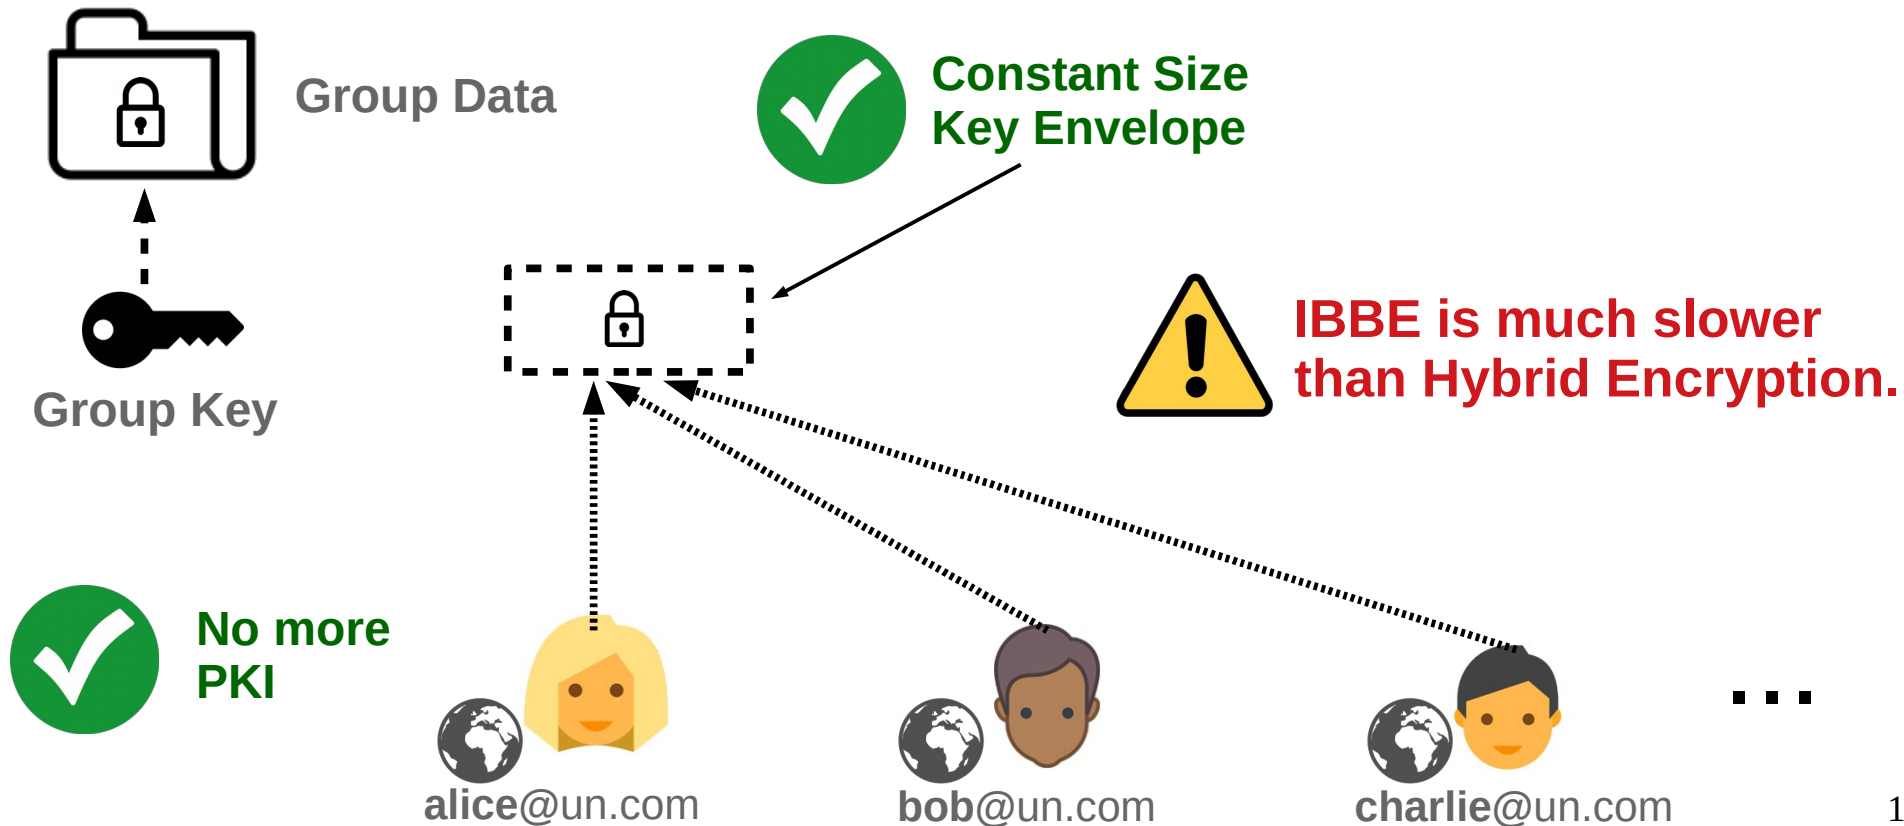 Group Data
Constant Size
Key Envelope
IBBE is much slower
than Hybrid Encryption.
Group Key
No more
PKI
...
alice@un.com
bob@un.com
charlie@un.com
1